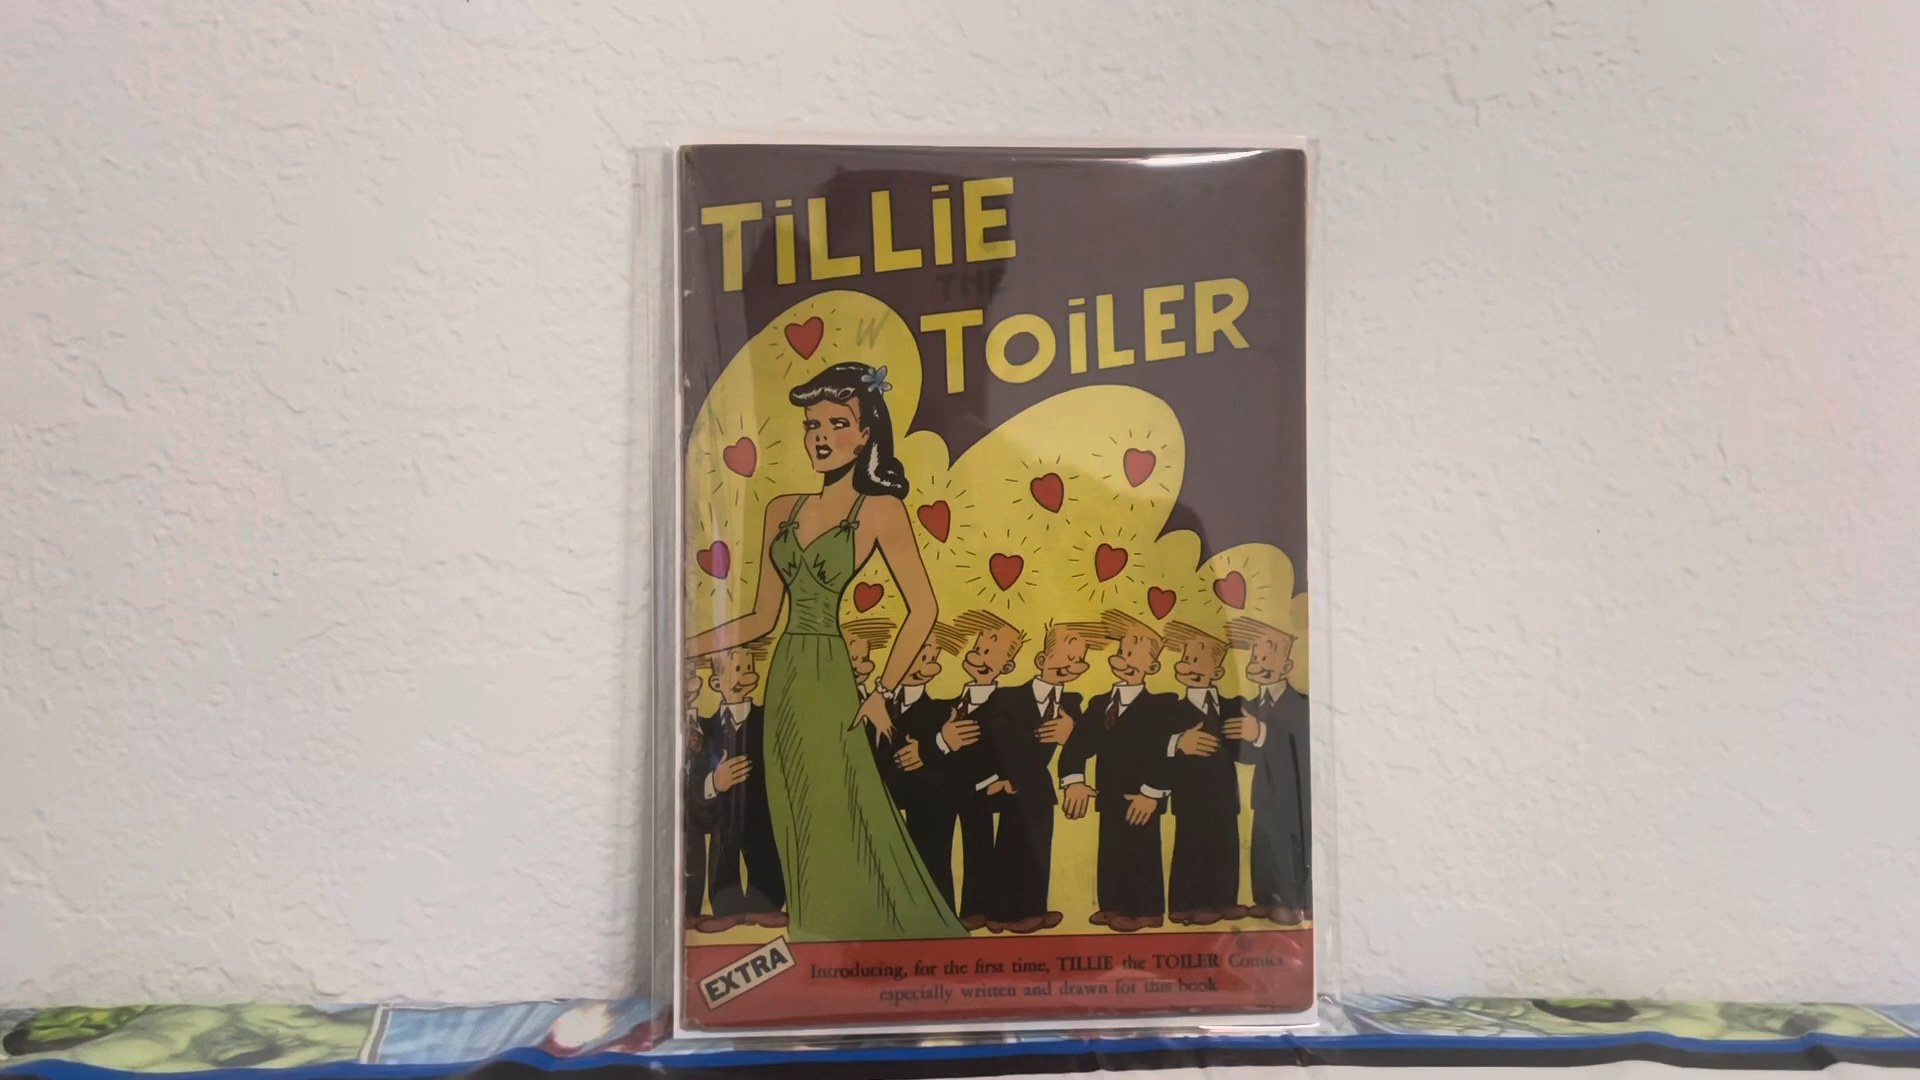 TiLLiE
THE
W
TOiLER
EXTRA
Introducing, for the first time, TILLIE the TOILER Comics
especially written and drawn for this book